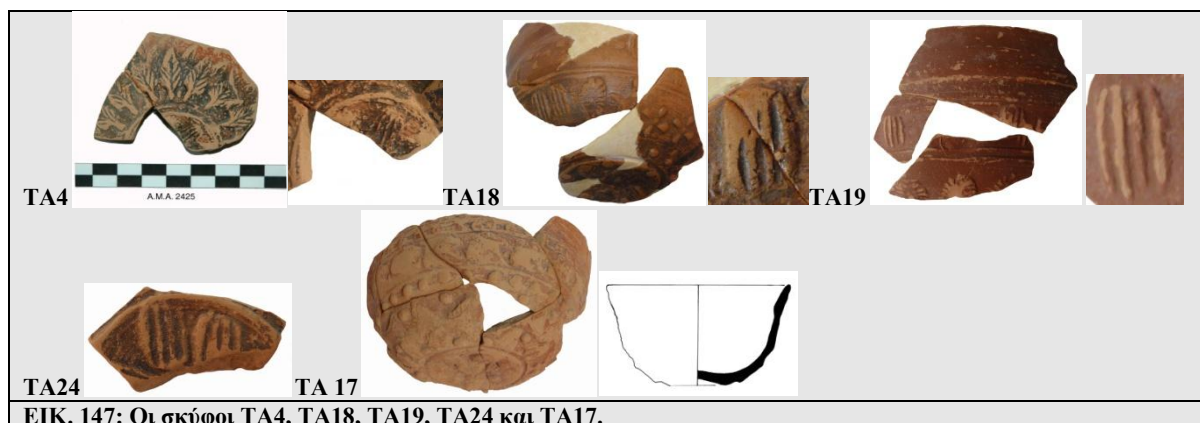 TA4
A.M.A. 2425
TA18
TA19
TA24
TA 17
ΕΙΚ. 147: Οι σκύφοι ΤΑ4, ΤΑ18, ΤΑ19, ΤΑ24 και ΤΑ17.